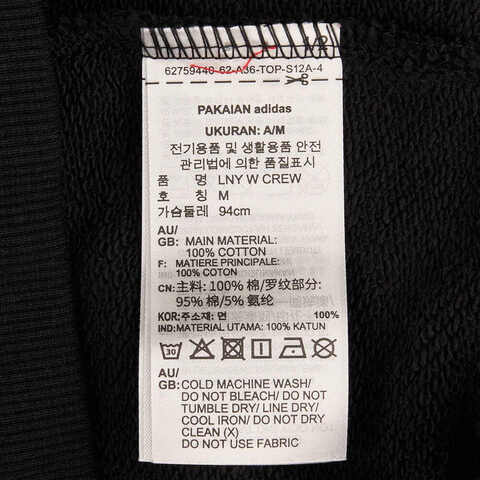 62759440-62-A36-TOP-S12A-4
PAKAIAN adidas
UKURAN: A/M
전기용품 및 생활용품 안전
관리법에 의한 품질표시
품 명 LNY W CREW
호 칭 M
가슴둘레 94cm
AU/
GB: MAIN MATERIAL:
100% COTTON
F: MATIERE PRINCIPALE:
100% COTON
CN: 主料: 100% 棉/罗纹部分:
95% 棉/5% 氨纶
KOR: 주소재: 면 100%
IND: MATERIAL UTAMA: 100% KATUN
30
AU/
GB: COLD MACHINE WASH/
DO NOT BLEACH/ DO NOT
TUMBLE DRY/ LINE DRY/
COOL IRON/ DO NOT DRY
CLEAN (X)
DO NOT USE FABRIC